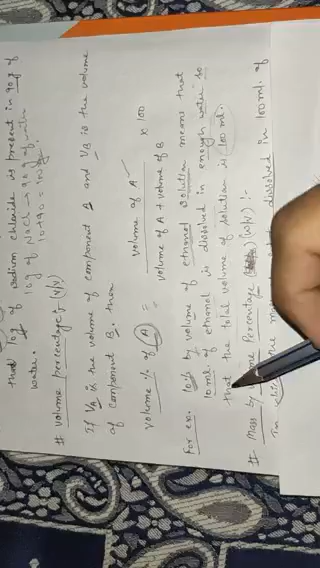 that 10g of sodium chloride is present in 90g of
water. 10g of NaCl → 90g of water
10+90 = 100g
# volume percentage (V/V)
If VA is the volume of component A and VB is the volume
of component B. then
volume % of (A) = volume of A / volume of A + volume of B × 100
For ex. 10% by volume of ethanol solution means that
10 ml of ethanol is dissolved in enough water so
that the total volume of solution is 100 ml.
# Mass by Percentage (W/V) :-
the dissolved in 100 ml. of